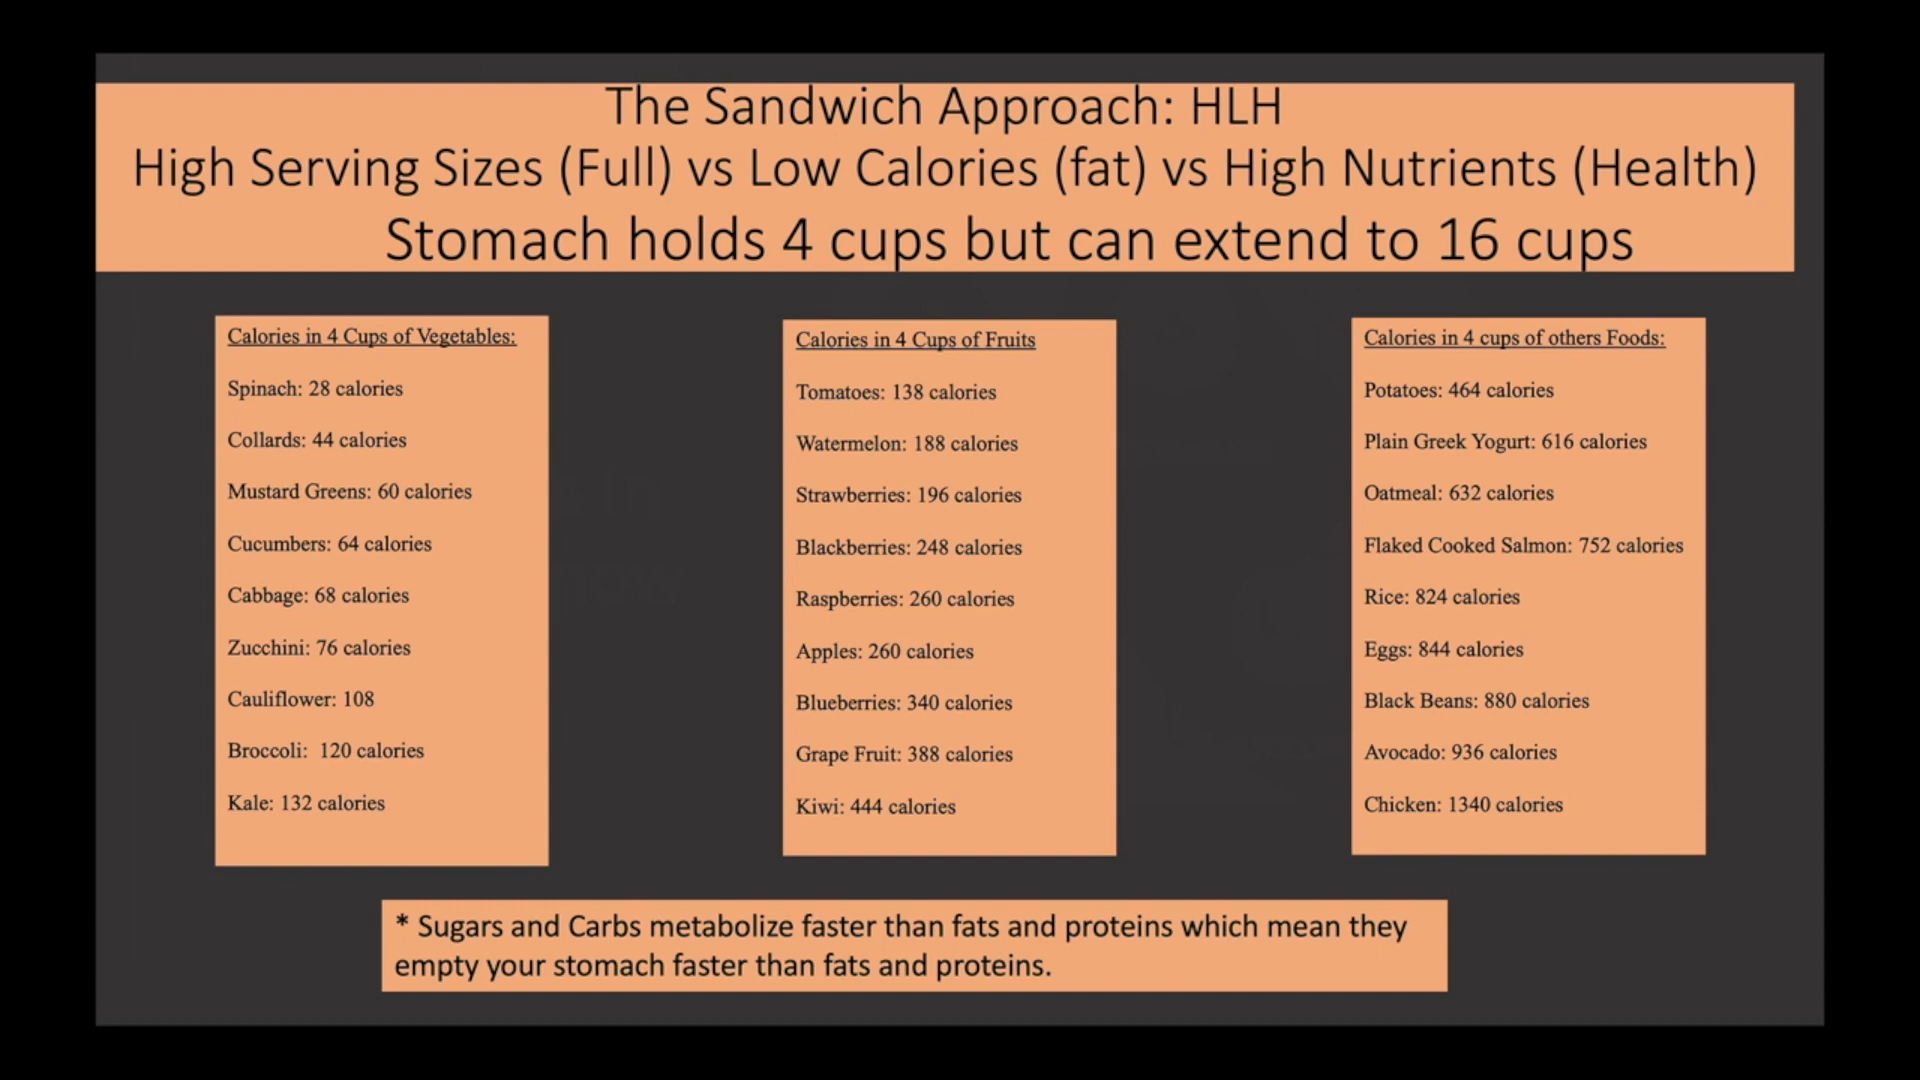 The Sandwich Approach: HLH
High Serving Sizes (Full) vs Low Calories (fat) vs High Nutrients (Health)
Stomach holds 4 cups but can extend to 16 cups
Calories in 4 Cups of Vegetables:
Spinach: 28 calories
Collards: 44 calories
Mustard Greens: 60 calories
Cucumbers: 64 calories
Cabbage: 68 calories
Zucchini: 76 calories
Cauliflower: 108
Broccoli:  120 calories
Kale: 132 calories
Calories in 4 Cups of Fruits
Tomatoes: 138 calories
Watermelon: 188 calories
Strawberries: 196 calories
Blackberries: 248 calories
Raspberries: 260 calories
Apples: 260 calories
Blueberries: 340 calories
Grape Fruit: 388 calories
Kiwi: 444 calories
Calories in 4 cups of others Foods:
Potatoes: 464 calories
Plain Greek Yogurt: 616 calories
Oatmeal: 632 calories
Flaked Cooked Salmon: 752 calories
Rice: 824 calories
Eggs: 844 calories
Black Beans: 880 calories
Avocado: 936 calories
Chicken: 1340 calories
* Sugars and Carbs metabolize faster than fats and proteins which mean they
empty your stomach faster than fats and proteins.